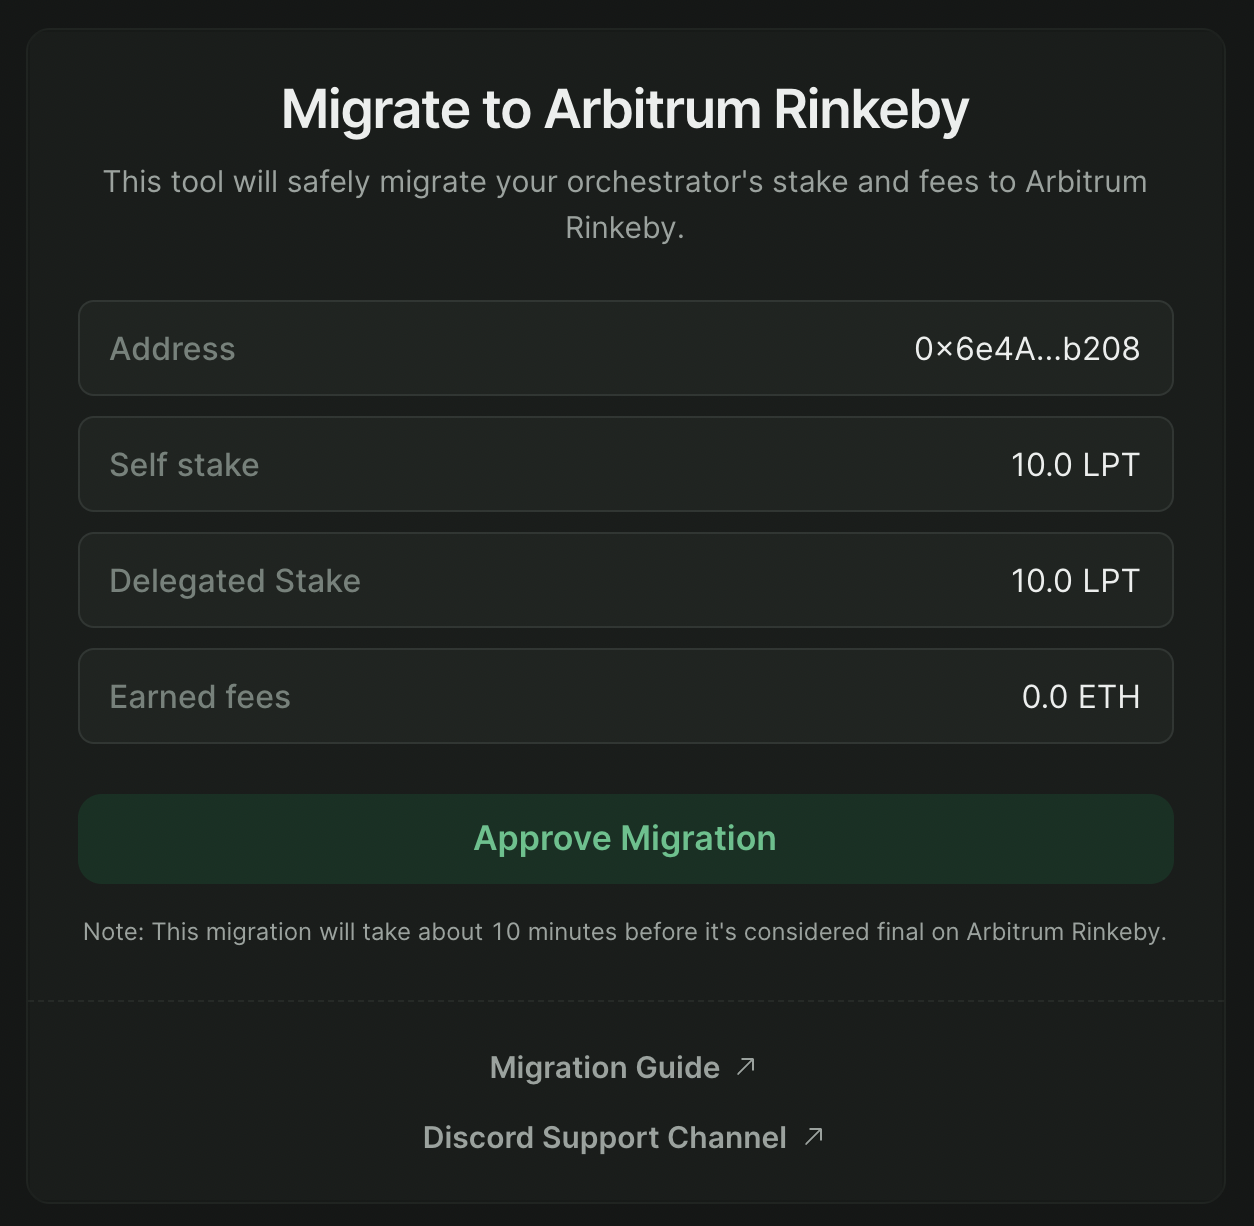 Migrate to Arbitrum Rinkeby
This tool will safely migrate your orchestrator's stake and fees to Arbitrum
Rinkeby.
Address 0×6e4A...b208
Self stake 10.0 LPT
Delegated Stake 10.0 LPT
Earned fees 0.0 ETH
Approve Migration
Note: This migration will take about 10 minutes before it's considered final on Arbitrum Rinkeby.
Migration Guide ↗
Discord Support Channel ↗